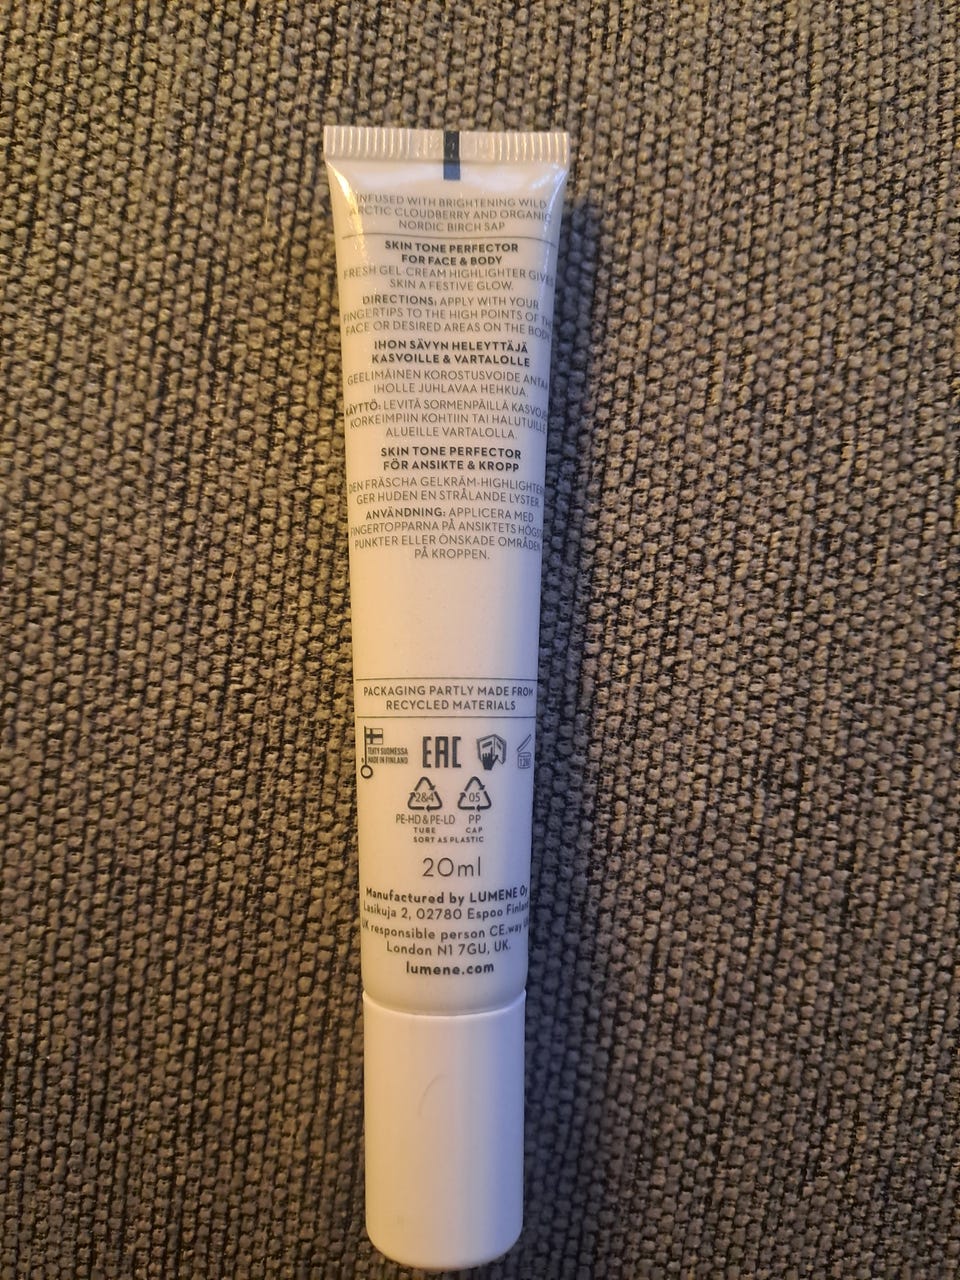 INFUSED WITH BRIGHTENING WILD
ARCTIC CLOUDBERRY AND ORGANIC
NORDIC BIRCH SAP
SKIN TONE PERFECTOR
FOR FACE & BODY
FRESH GEL-CREAM HIGHLIGHTER GIVES
SKIN A FESTIVE GLOW.
DIRECTIONS: APPLY WITH YOUR
FINGERTIPS TO THE HIGH POINTS OF THE
FACE OR DESIRED AREAS ON THE BODY.
IHON SÄVYN HELEYTTÄJÄ
KASVOILLE & VARTALOLLE
GEELIMÄINEN KOROSTUSVOIDE ANTAA
IHOLLE JUHLAVAA HEHKUA.
KÄYTTÖ: LEVITÄ SORMENPÄILLÄ KASVOJEN
KORKEIMPIIN KOHTIIN TAI HALUTUILLE
ALUEILLE VARTALOLLA.
SKIN TONE PERFECTOR
FÖR ANSIKTE & KROPP
DEN FRÄSCHA GELKRÄM-HIGHLIGHTERN
GER HUDEN EN STRÅLANDE LYSTER.
ANVÄNDNING: APPLICERA MED
FINGERTOPPARNA PÅ ANSIKTETS HÖGSTA
PUNKTER ELLER ÖNSKADE OMRÅDEN
PÅ KROPPEN.
PACKAGING PARTLY MADE FROM
RECYCLED MATERIALS
TEHTY SUOMESSA
MADE IN FINLAND
EAC
2&4 05
PE-HD & PE-LD PP
TUBE CAP
SORT AS PLASTIC
20ml
Manufactured by LUMENE Oy
Lasikuja 2, 02780 Espoo Finland
UK responsible person CE.way
London N1 7GU, UK.
lumene.com